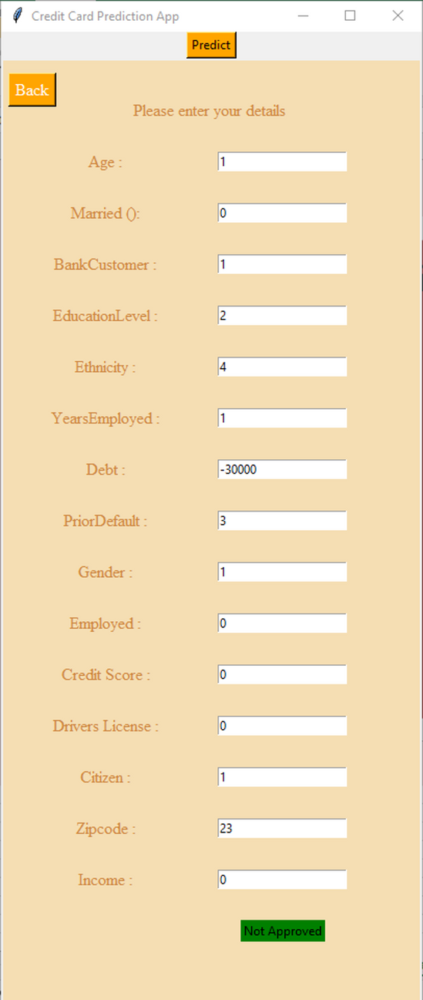 Credit Card Prediction App
Predict
Back
Please enter your details
Age : 1
Married (): 0
BankCustomer : 1
EducationLevel : 2
Ethnicity : 4
YearsEmployed : 1
Debt : -30000
PriorDefault : 3
Gender : 1
Employed : 0
Credit Score : 0
Drivers License : 0
Citizen : 1
Zipcode : 23
Income : 0
Not Approved